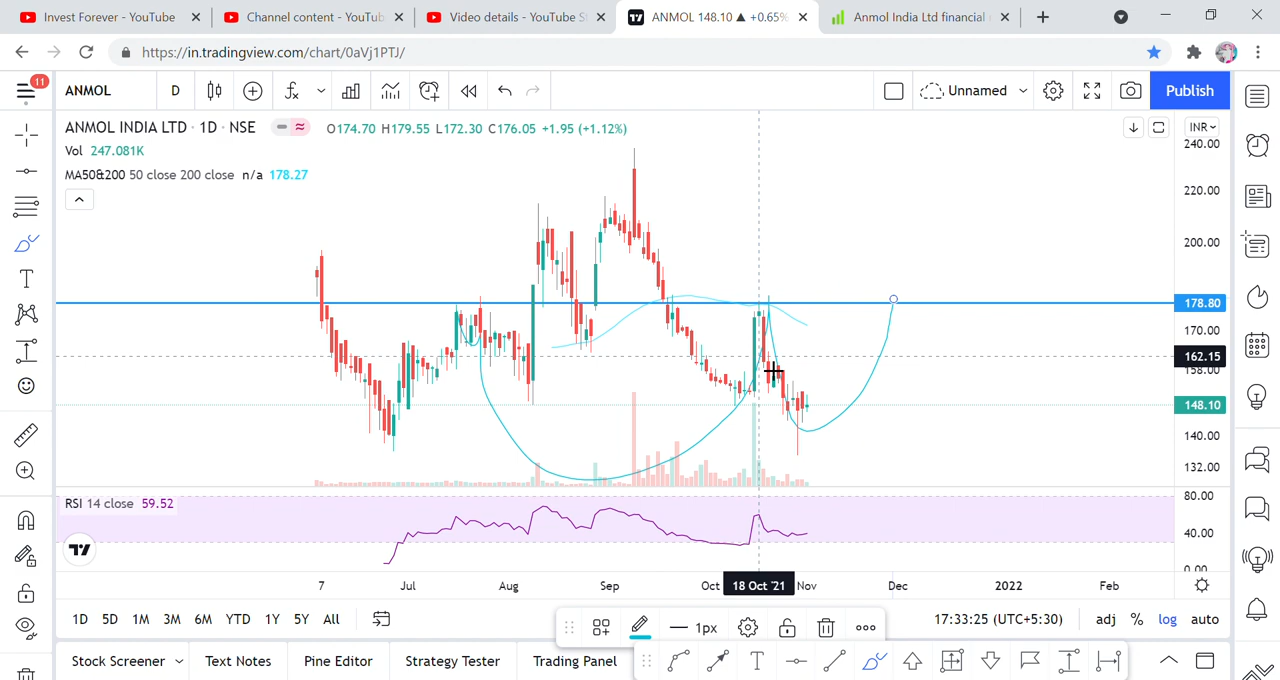 Invest Forever - YouTube
Channel content - YouTub
Video details - YouTube S
ANMOL 148.10 ▲ +0.65%
Anmol India Ltd financial
https://in.tradingview.com/chart/0aVj1PTJ/
11
ANMOL
D
Unnamed
Publish
ANMOL INDIA LTD · 1D · NSE
O174.70 H179.55 L172.30 C176.05 +1.95 (+1.12%)
INR
Vol 247.081K
MA50&200 50 close 200 close n/a 178.27
240.00
220.00
200.00
178.80
170.00
162.15
158.00
148.10
140.00
132.00
RSI 14 close 59.52
80.00
40.00
0.00
7
Jul
Aug
Sep
Oct
18 Oct '21
Nov
Dec
2022
Feb
1D 5D 1M 3M 6M YTD 1Y 5Y All
1px
17:33:25 (UTC+5:30)
adj % log auto
Stock Screener
Text Notes
Pine Editor
Strategy Tester
Trading Panel